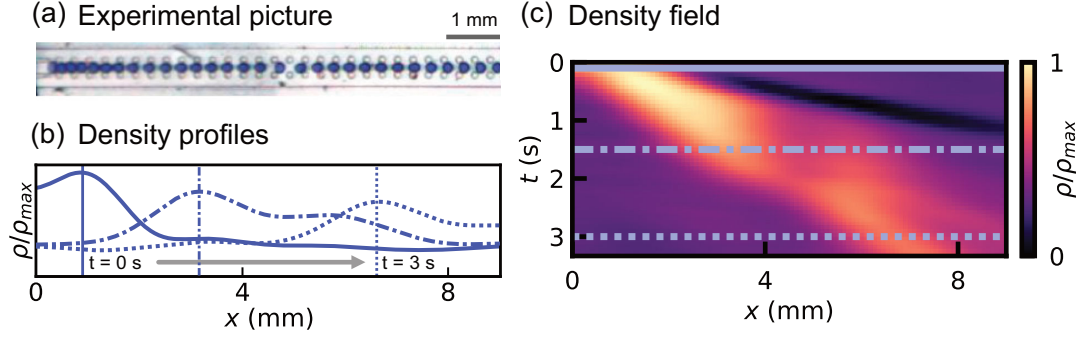 (a) Experimental picture
1 mm
(b) Density profiles
ρ/ρmax
t = 0 s
t = 3 s
0 4 8
x (mm)
(c) Density field
0
1
2
3
t (s)
0 4 8
x (mm)
1
0
ρ/ρmax